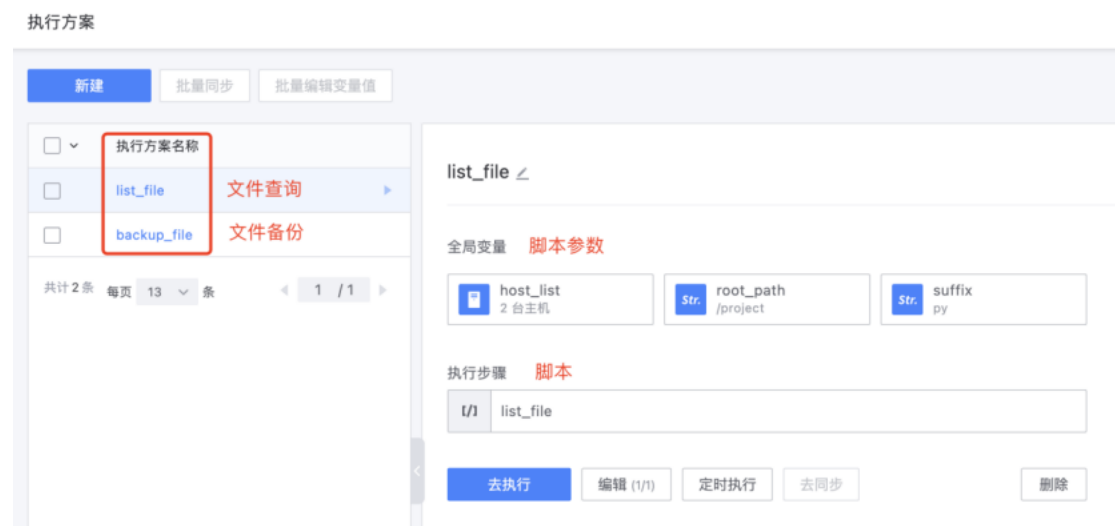 执行方案
新建 批量同步 批量编辑变量值
执行方案名称
list_file 文件查询
backup_file 文件备份
共计 2 条 每页 13 条 1 /1
list_file
全局变量 脚本参数
host_list
2 台主机
Str. root_path
/project
Str. suffix
py
执行步骤 脚本
[/] list_file
去执行 编辑 (1/1) 定时执行 去同步 删除